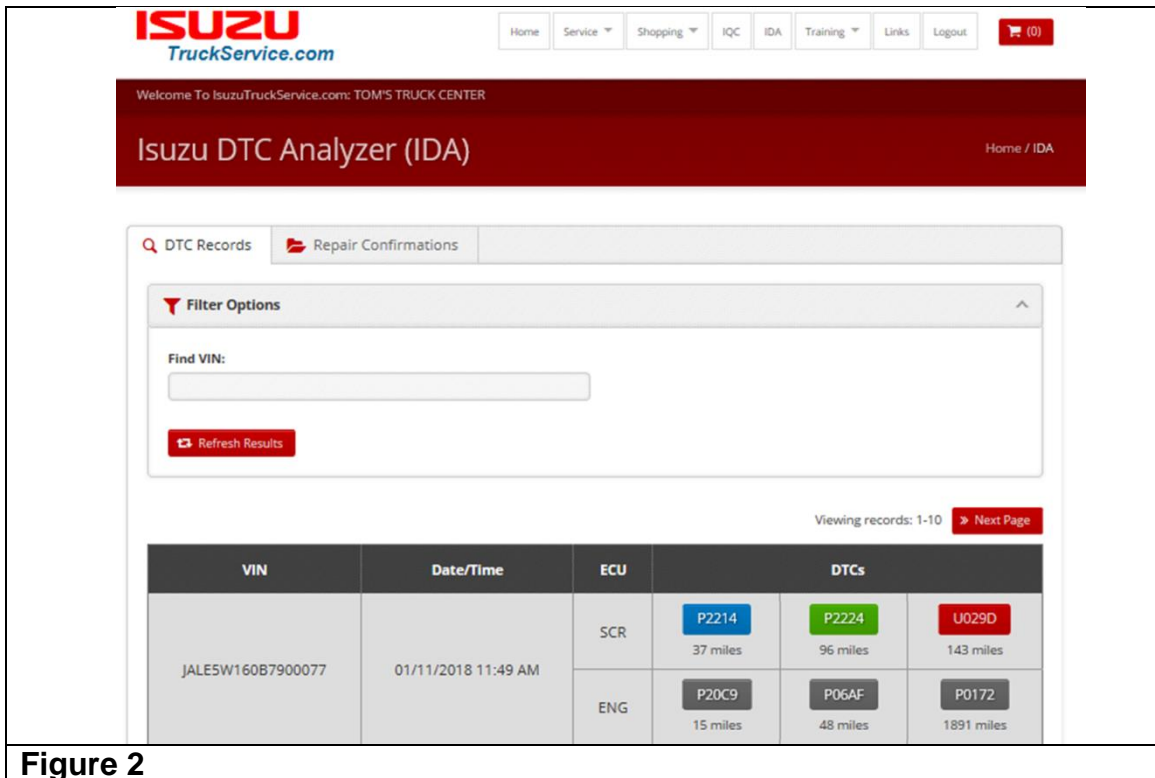 ISUZU
TruckService.com
Home Service Shopping IQC IDA Training Links Logout (0)
Welcome To IsuzuTruckService.com: TOM'S TRUCK CENTER
Isuzu DTC Analyzer (IDA)
Home / IDA
DTC Records Repair Confirmations
Filter Options
Find VIN:
Refresh Results
Viewing records: 1-10 » Next Page
VIN Date/Time ECU DTCs
JALE5W160B7900077 01/11/2018 11:49 AM
SCR P2214 P2224 U029D
37 miles 96 miles 143 miles
ENG P20C9 P06AF P0172
15 miles 48 miles 1891 miles
Figure 2